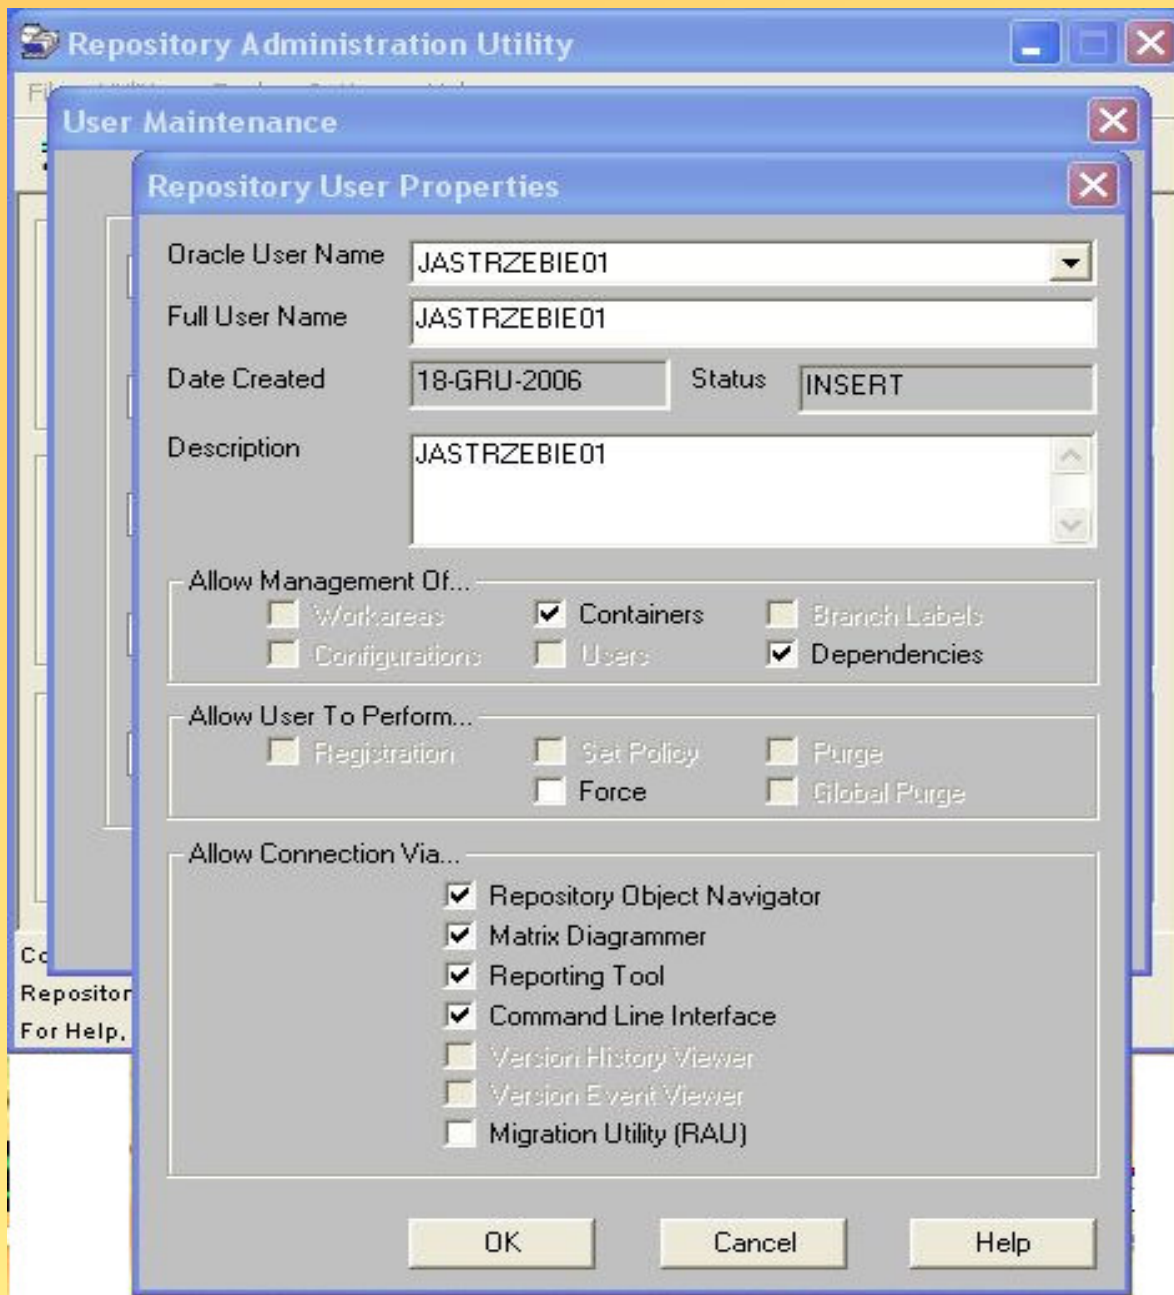 Repository Administration Utility
User Maintenance
Repository User Properties
Oracle User Name JASTRZEBIE01
Full User Name JASTRZEBIE01
Date Created 18-GRU-2006 Status INSERT
Description JASTRZEBIE01
Allow Management Of...
Workareas Containers Branch Labels
Configurations Users Dependencies
Allow User To Perform...
Registration Set Policy Purge
Force Global Purge
Allow Connection Via...
Repository Object Navigator
Matrix Diagrammer
Reporting Tool
Command Line Interface
Version History Viewer
Version Event Viewer
Migration Utility (RAU)
For Help,
OK Cancel Help